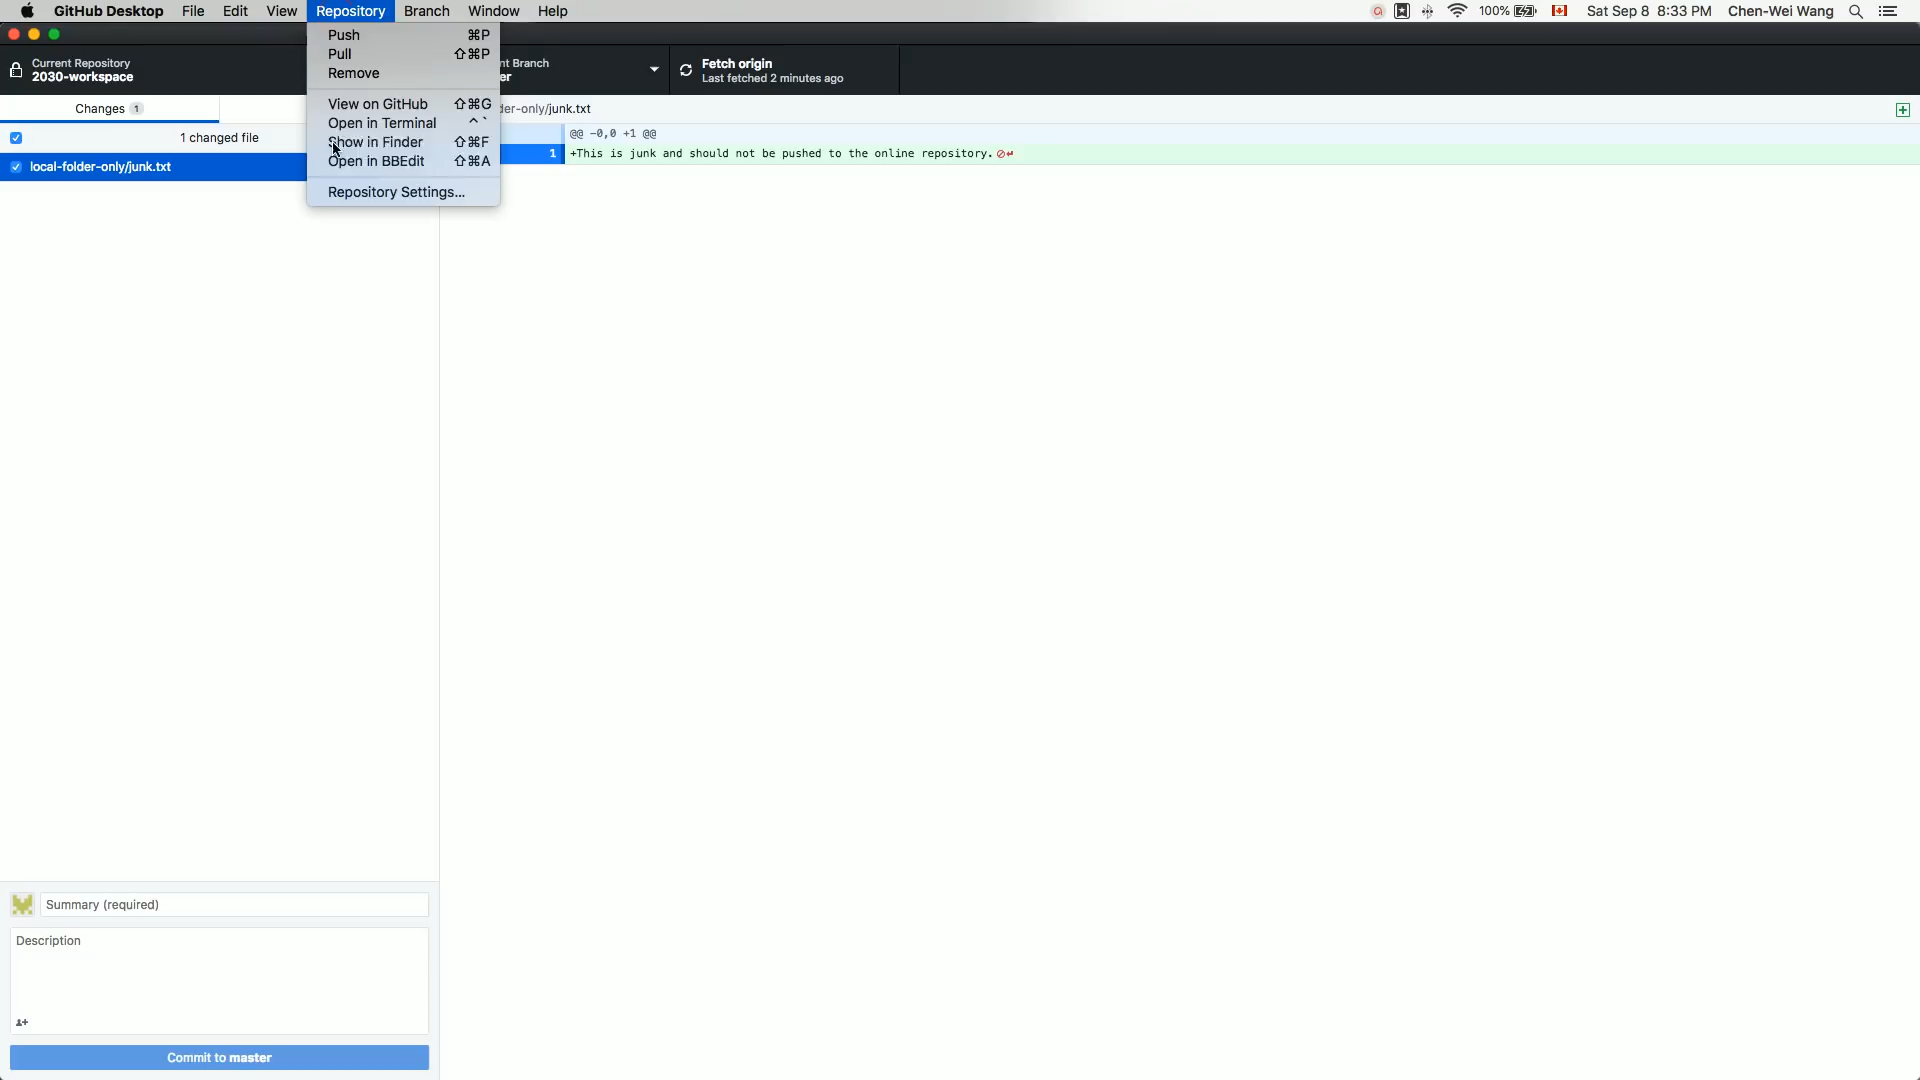 GitHub Desktop File Edit View Repository Branch Window Help 100% Sat Sep 8 8:33 PM Chen-Wei Wang
Current Repository
2030-workspace
nt Branch
er
Fetch origin
Last fetched 2 minutes ago
Push ⌘P
Pull ⇧⌘P
Remove
View on GitHub ⇧⌘G
Open in Terminal ^ `
Show in Finder ⇧⌘F
Open in BBEdit ⇧⌘A
Repository Settings...
Changes 1
1 changed file
local-folder-only/junk.txt
der-only/junk.txt
@@ -0,0 +1 @@
1 +This is junk and should not be pushed to the online repository.
Summary (required)
Description
Commit to master